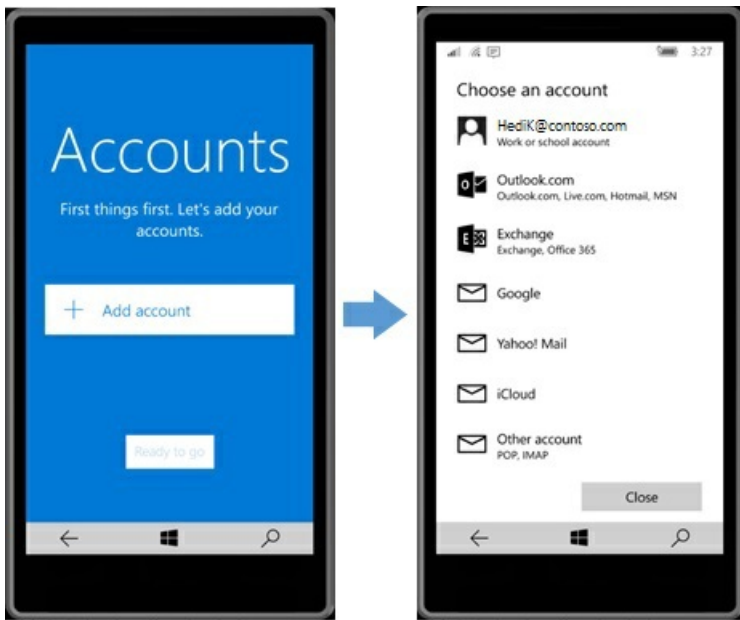 Accounts
First things first. Let's add your
accounts.
Add account
Ready to go
3:27
Choose an account
HediK@contoso.com
Work or school account
Outlook.com
Outlook.com, Live.com, Hotmail, MSN
Exchange
Exchange, Office 365
Google
Yahoo! Mail
iCloud
Other account
POP, IMAP
Close